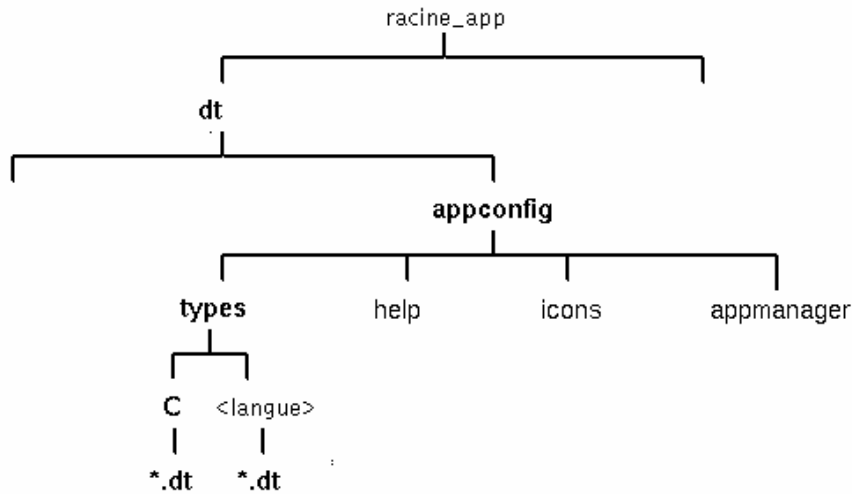 racine_app
dt
appconfig
types help icons appmanager
C <langue>
*.dt *.dt